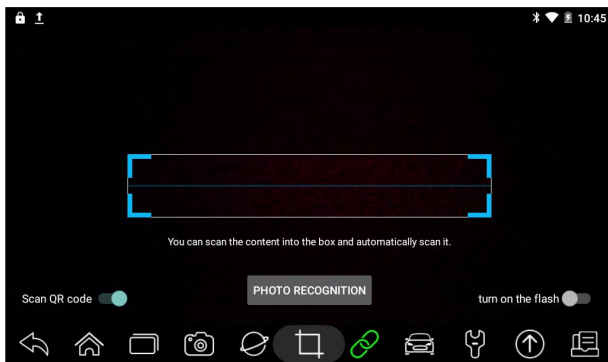 10:45
You can scan the content into the box and automatically scan it.
PHOTO RECOGNITION
Scan QR code
turn on the flash